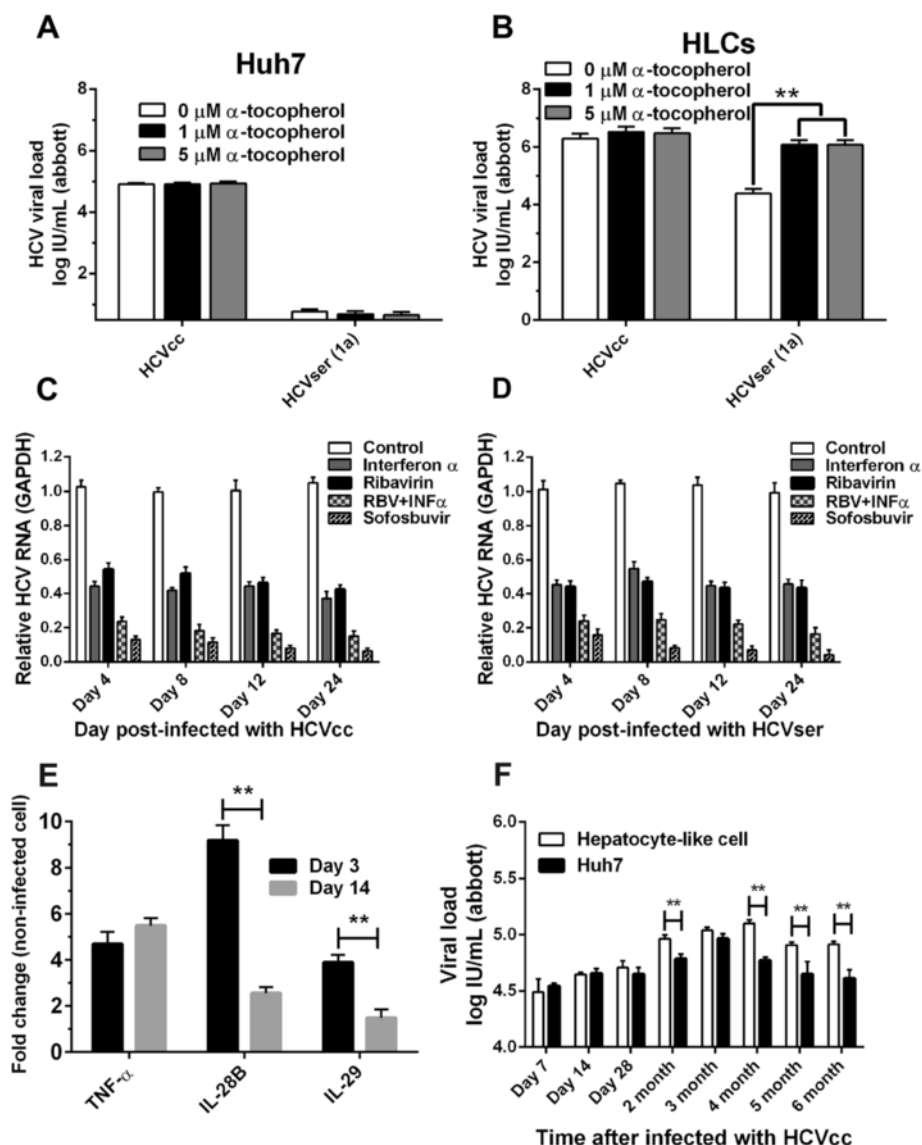 A
Huh7
0 μM α-tocopherol
1 μM α-tocopherol
5 μM α-tocopherol
HCV viral load
log IU/mL (abbott)
8
6
4
2
HCVcc
HCVser (1a)
B
HLCs
0 μM α-tocopherol
1 μM α-tocopherol
5 μM α-tocopherol
**
HCV viral load
log IU/mL (abbott)
8
6
4
2
0
HCVcc
HCVser (1a)
C
Relative HCV RNA (GAPDH)
1.2
1.0
0.8
0.6
0.4
0.2
0.0
Control
Interferon α
Ribavirin
RBV+INFα
Sofosbuvir
Day 4
Day 8
Day 12
Day 24
Day post-infected with HCVcc
D
Relative HCV RNA (GAPDH)
1.2
1.0
0.8
0.6
0.4
0.2
0.0
Control
Interferon α
Ribavirin
RBV+INFα
Sofosbuvir
Day 4
Day 8
Day 12
Day 24
Day post-infected with HCVser
E
Fold change (non-infected cell)
10
8
6
4
2
0
**
**
Day 3
Day 14
TNF-α
IL-28B
IL-29
F
Viral load
log IU/mL (abbott)
6.0
5.5
5.0
4.5
4.0
Hepatocyte-like cell
Huh7
**
**
**
**
Day 7
Day 14
Day 28
2 month
3 month
4 month
5 month
6 month
Time after infected with HCVcc